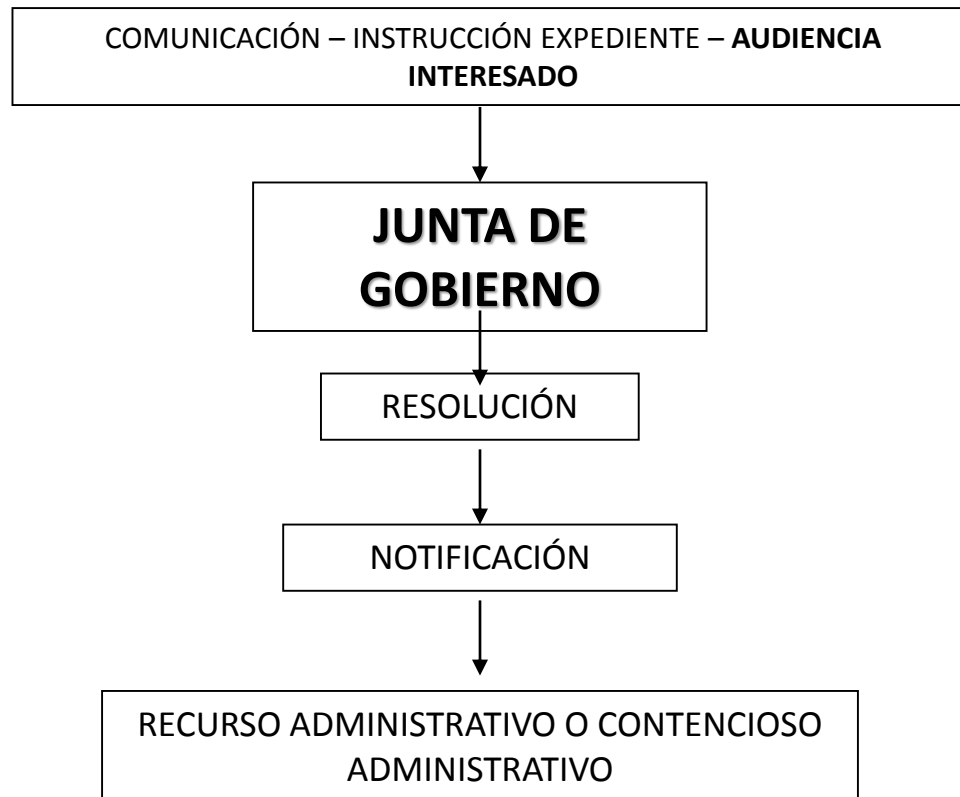 COMUNICACIÓN – INSTRUCCIÓN EXPEDIENTE – AUDIENCIA
INTERESADO
JUNTA DE
GOBIERNO
RESOLUCIÓN
NOTIFICACIÓN
RECURSO ADMINISTRATIVO O CONTENCIOSO
ADMINISTRATIVO